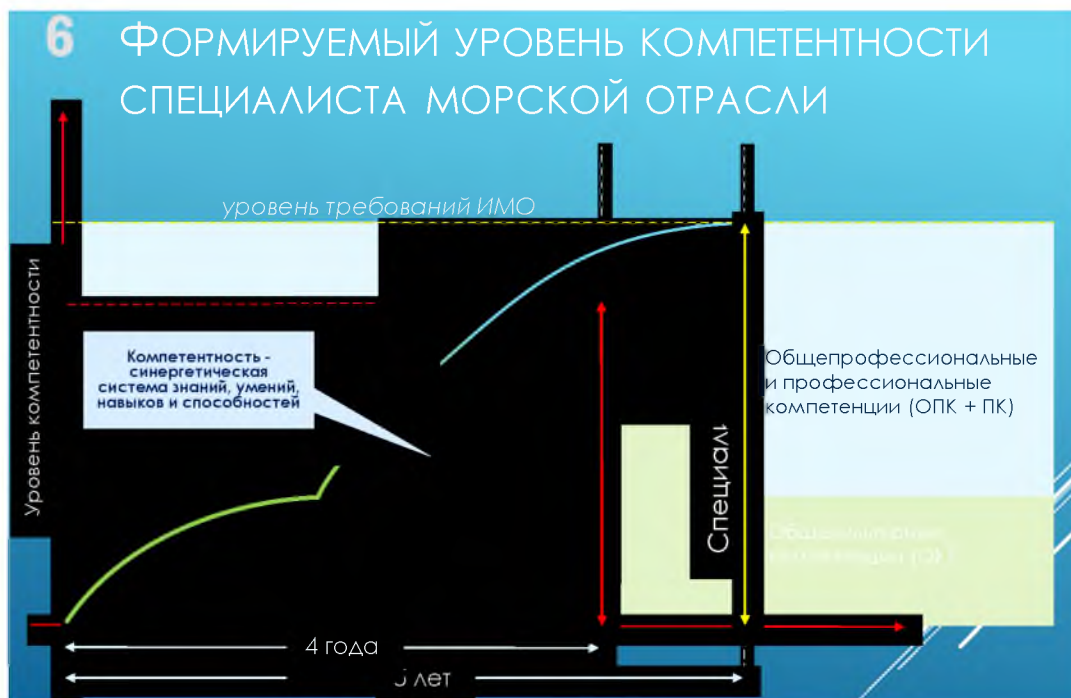 6 ФОРМИРУЕМЫЙ УРОВЕНЬ КОМПЕТЕНТНОСТИ
СПЕЦИАЛИСТА МОРСКОЙ ОТРАСЛИ
уровень требований ИМО
Уровень компетентности
Компетентность -
синергетическая
система знаний, умений,
навыков и способностей
Общепрофессиональные
и профессиональные
компетенции (ОПК + ПК)
Специал
4 года
лет